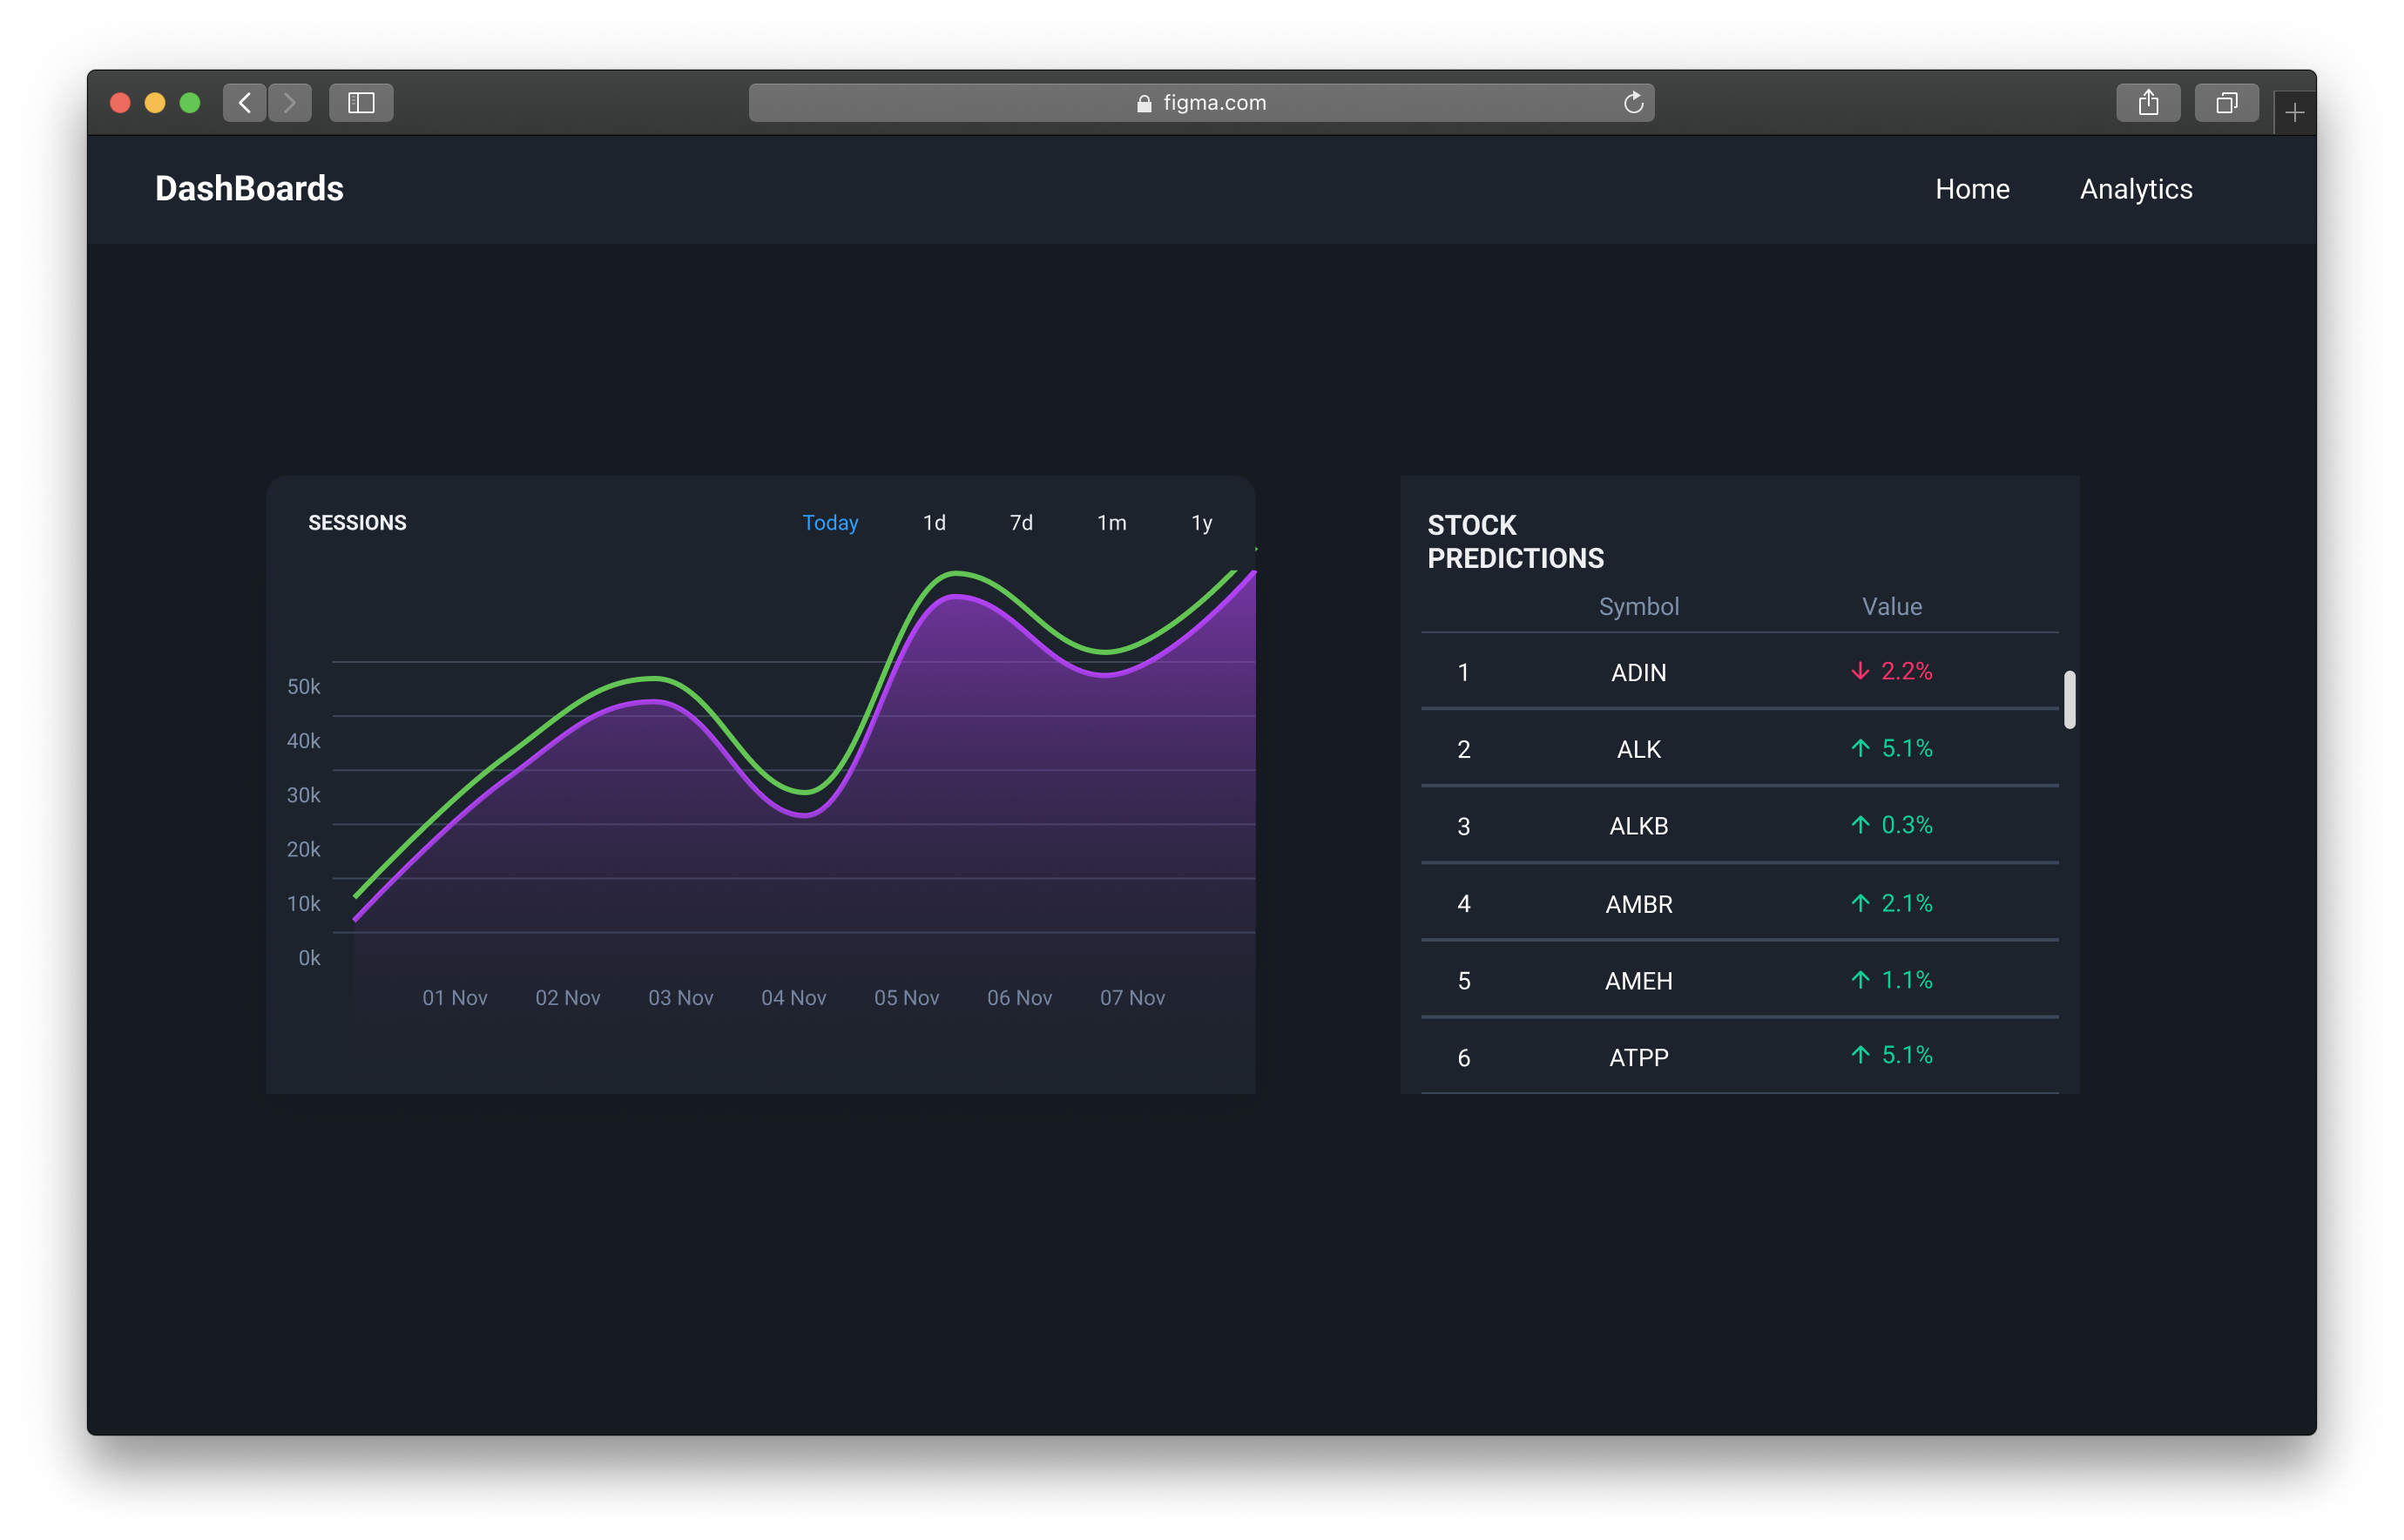 figma.com
DashBoards
Home
Analytics
SESSIONS
Today 1d 7d 1m 1y
50k
40k
30k
20k
10k
0k
01 Nov 02 Nov 03 Nov 04 Nov 05 Nov 06 Nov 07 Nov
STOCK
PREDICTIONS
Symbol Value
1 ADIN 2.2%
2 ALK 5.1%
3 ALKB 0.3%
4 AMBR 2.1%
5 AMEH 1.1%
6 ATPP 5.1%